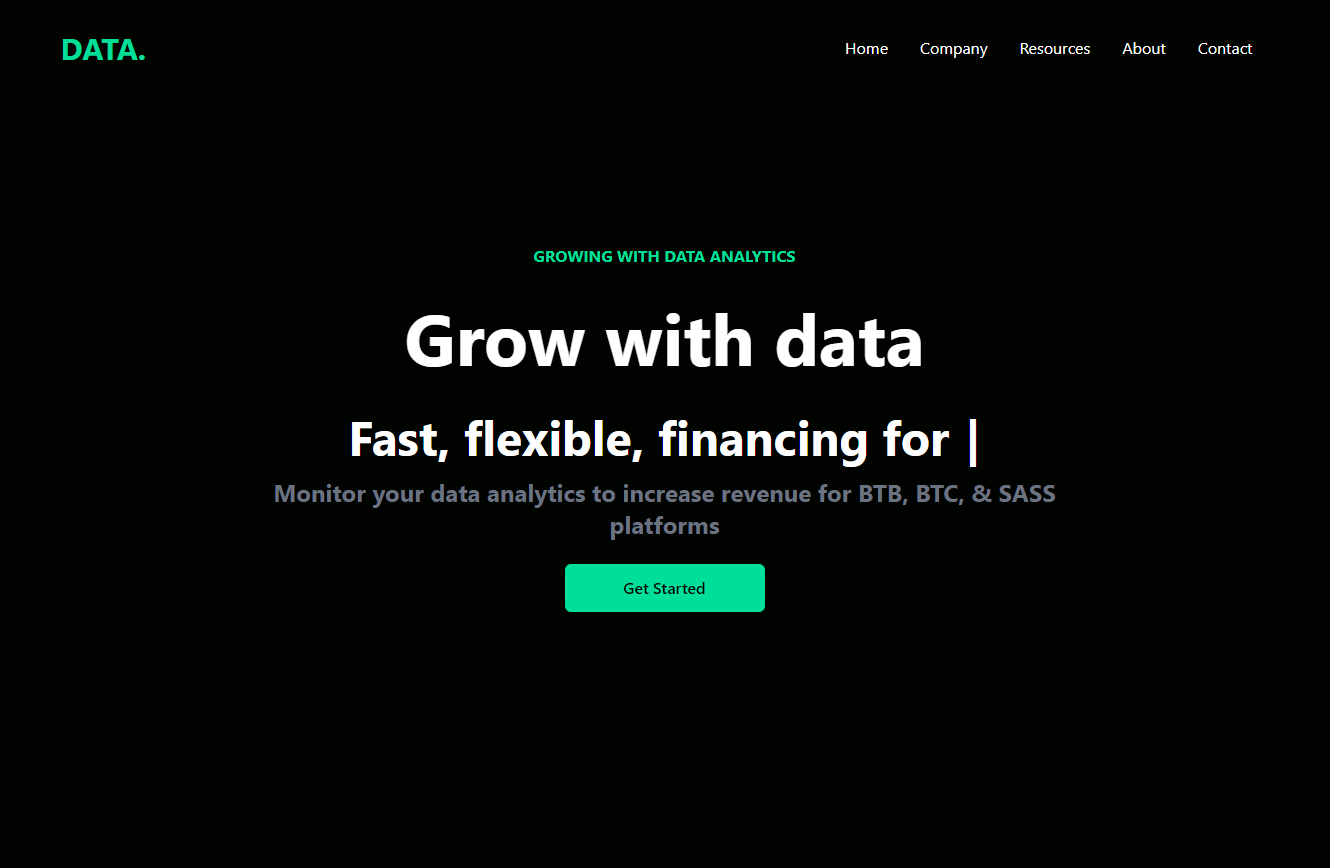 DATA.
Home Company Resources About Contact
GROWING WITH DATA ANALYTICS
Grow with data
Fast, flexible, financing for |
Monitor your data analytics to increase revenue for BTB, BTC, & SASS
platforms
Get Started